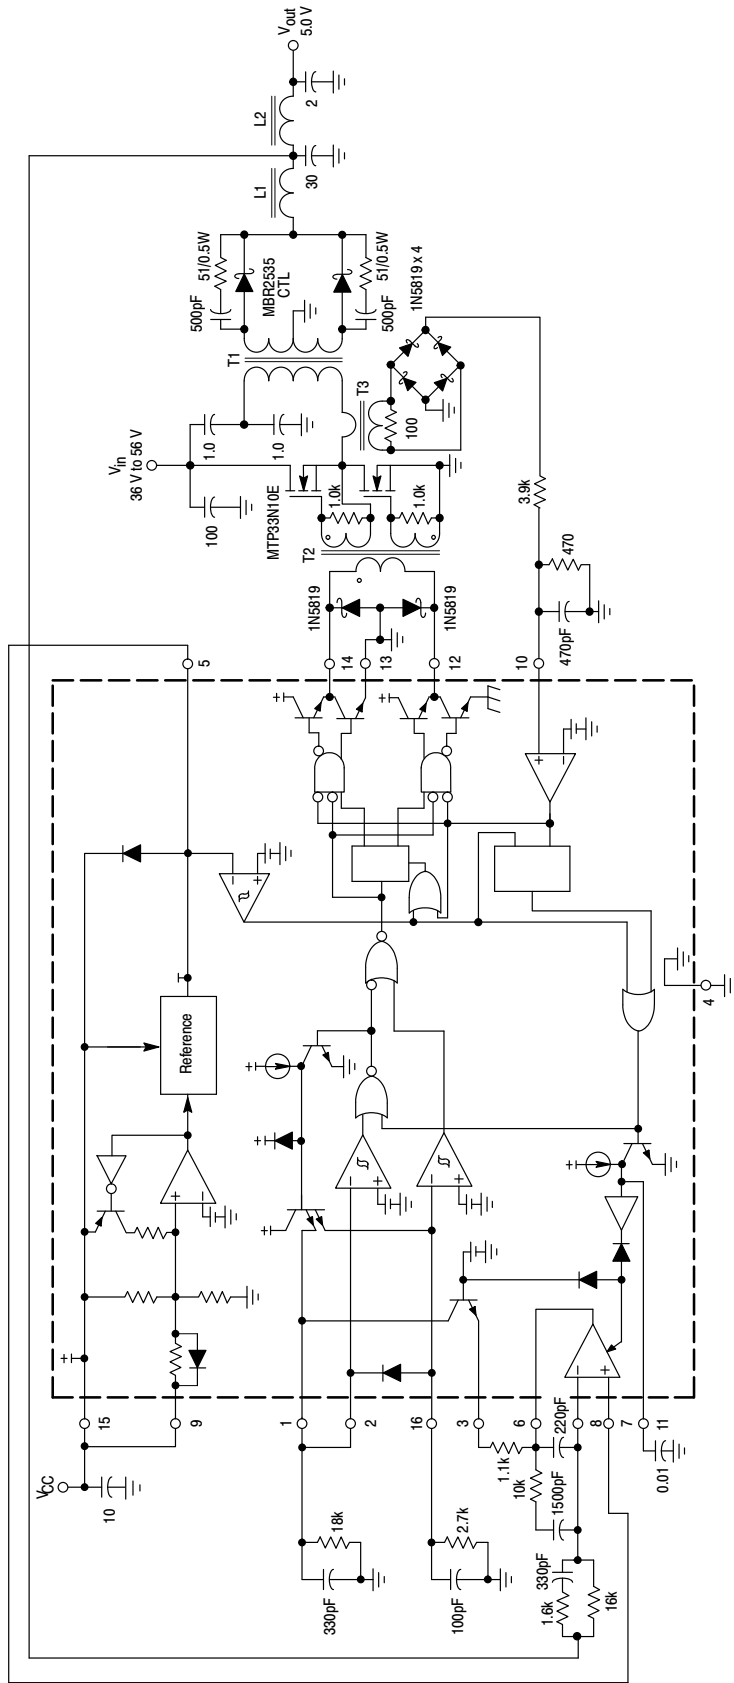 Vout
5.0 V
L2
2
L1
30
51/0.5W
500pF
MBR2535
CTL
51/0.5W
500pF
T1
1N5819 x 4
T3
100
1.0
1.0
Vin
36 V to 56 V
100
MTP33N10E
1.0k
1.0k
T2
1N5819
1N5819
3.9k
470
470pF
5
14
13
12
10
+
–
–
+
+
–
Reference
4
+
–
–
+
–
+
–
+
15
9
1
2
16
3
6
8
7
11
VCC
10
18k
330pF
2.7k
100pF
1.1k
10k
220pF
1500pF
330pF
1.6k
16k
0.01